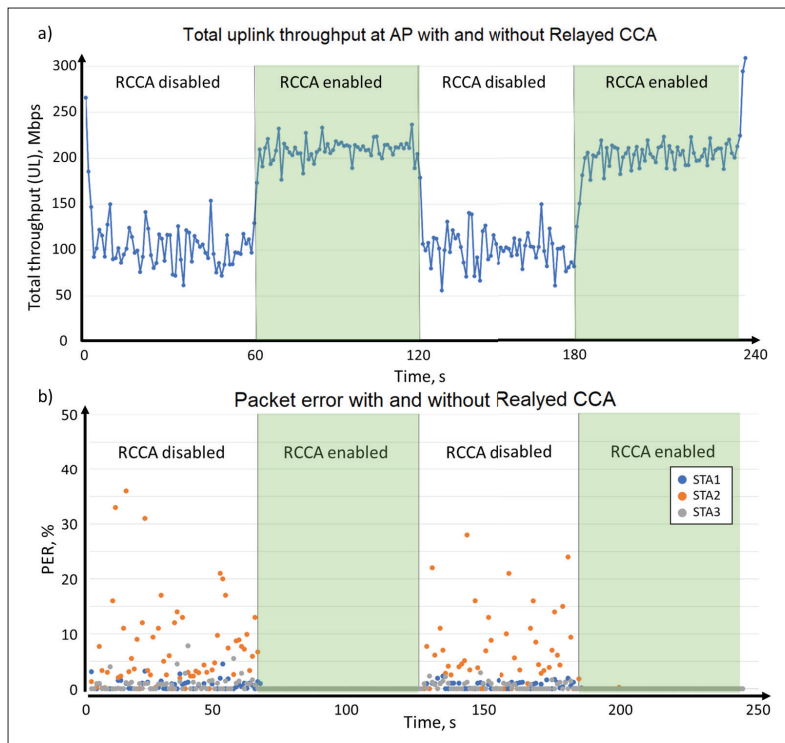 a)
Total uplink throughput at AP with and without Relayed CCA
Total throughput (UL), Mbps
300
250
200
150
100
50
0
RCCA disabled
RCCA enabled
RCCA disabled
RCCA enabled
0
60
120
180
240
Time, s
b)
Packet error with and without Realyed CCA
PER, %
50
40
30
20
10
0
RCCA disabled
RCCA enabled
RCCA disabled
RCCA enabled
STA1
STA2
STA3
0
50
100
150
200
250
Time, s